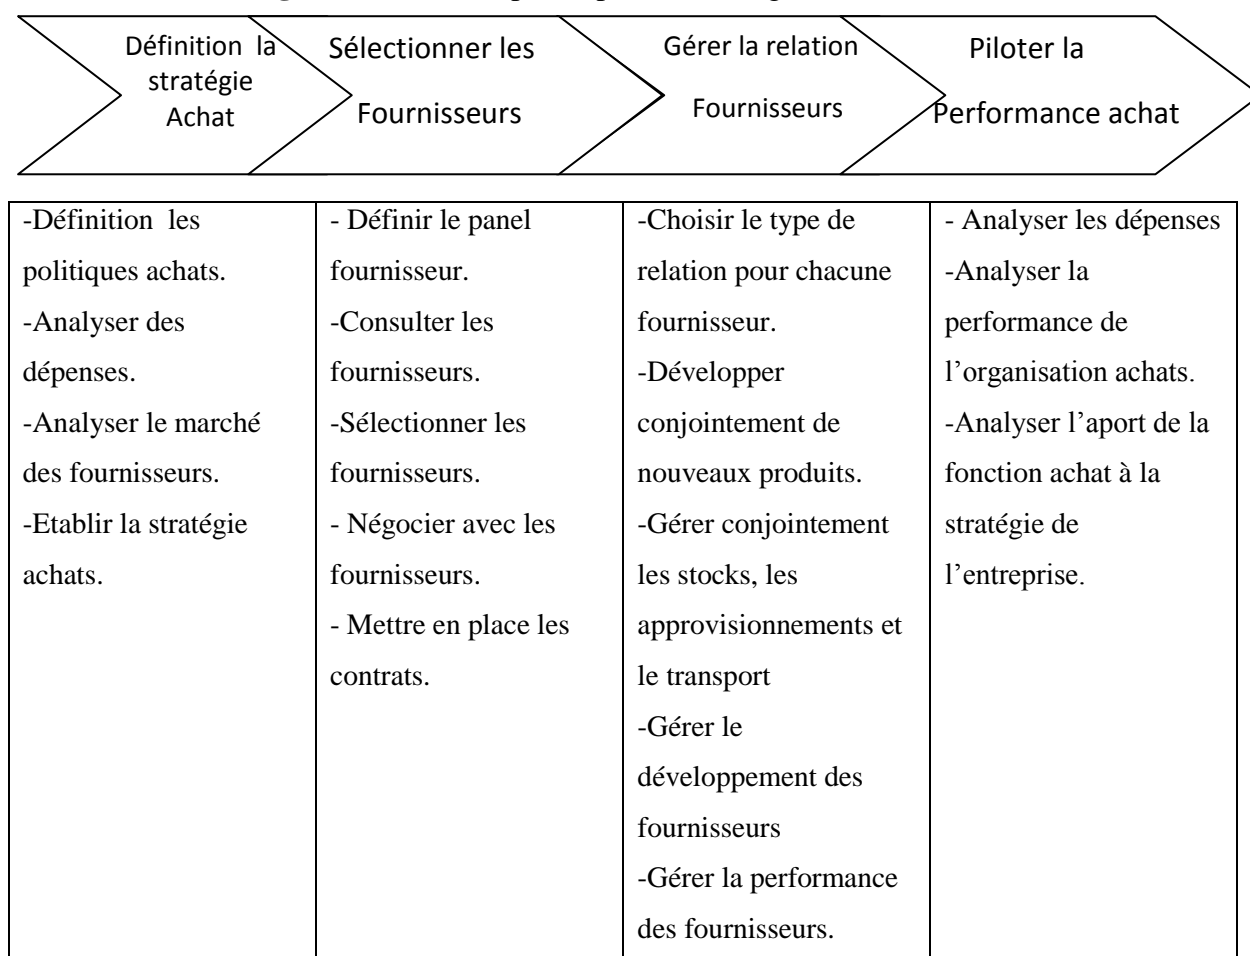 Définition  la
stratégie
Achat
Sélectionner les
Fournisseurs
Gérer la relation
Fournisseurs
Piloter la
Performance achat
-Définition  les
politiques achats.
-Analyser des
dépenses.
-Analyser le marché
des fournisseurs.
-Etablir la stratégie
achats.
- Définir le panel
fournisseur.
-Consulter les
fournisseurs.
-Sélectionner les
fournisseurs.
- Négocier avec les
fournisseurs.
- Mettre en place les
contrats.
-Choisir le type de
relation pour chacune
fournisseur.
-Développer
conjointement de
nouveaux produits.
-Gérer conjointement
les stocks, les
approvisionnements et
le transport
-Gérer le
développement des
fournisseurs
-Gérer la performance
des fournisseurs.
- Analyser les dépenses
-Analyser la
performance de
l’organisation achats.
-Analyser l’aport de la
fonction achat à la
stratégie de
l’entreprise.